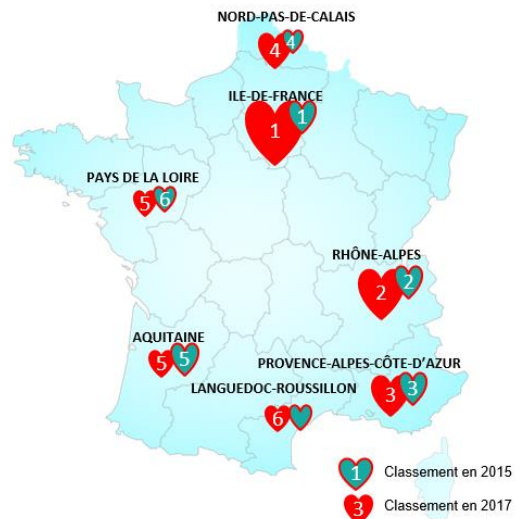 NORD-PAS-DE-CALAIS
4 4
ILE-DE-FRANCE
1 1
PAYS DE LA LOIRE
5 6
RHÔNE-ALPES
2 2
AQUITAINE
5 5
PROVENCE-ALPES-CÔTE-D’AZUR
3 3
LANGUEDOC-ROUSSILLON
6
1 Classement en 2015
3 Classement en 2017